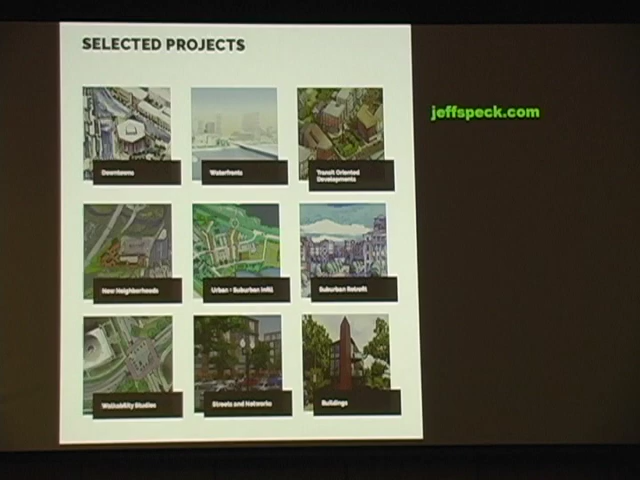 SELECTED PROJECTS
jeffspeck.com
Downtowns
Waterfronts
Transit Oriented
Developments
New Neighborhoods
Urban + Suburban Infill
Suburban Retrofit
Walkability Studies
Streets and Networks
Buildings